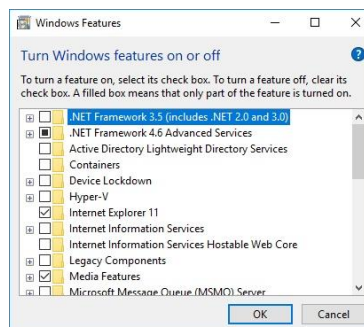 Windows Features
Turn Windows features on or off
To turn a feature on, select its check box. To turn a feature off, clear its
check box. A filled box means that only part of the feature is turned on.
.NET Framework 3.5 (includes .NET 2.0 and 3.0)
.NET Framework 4.6 Advanced Services
Active Directory Lightweight Directory Services
Containers
Device Lockdown
Hyper-V
Internet Explorer 11
Internet Information Services
Internet Information Services Hostable Web Core
Legacy Components
Media Features
Microsoft Message Queue (MSMQ) Server
OK Cancel